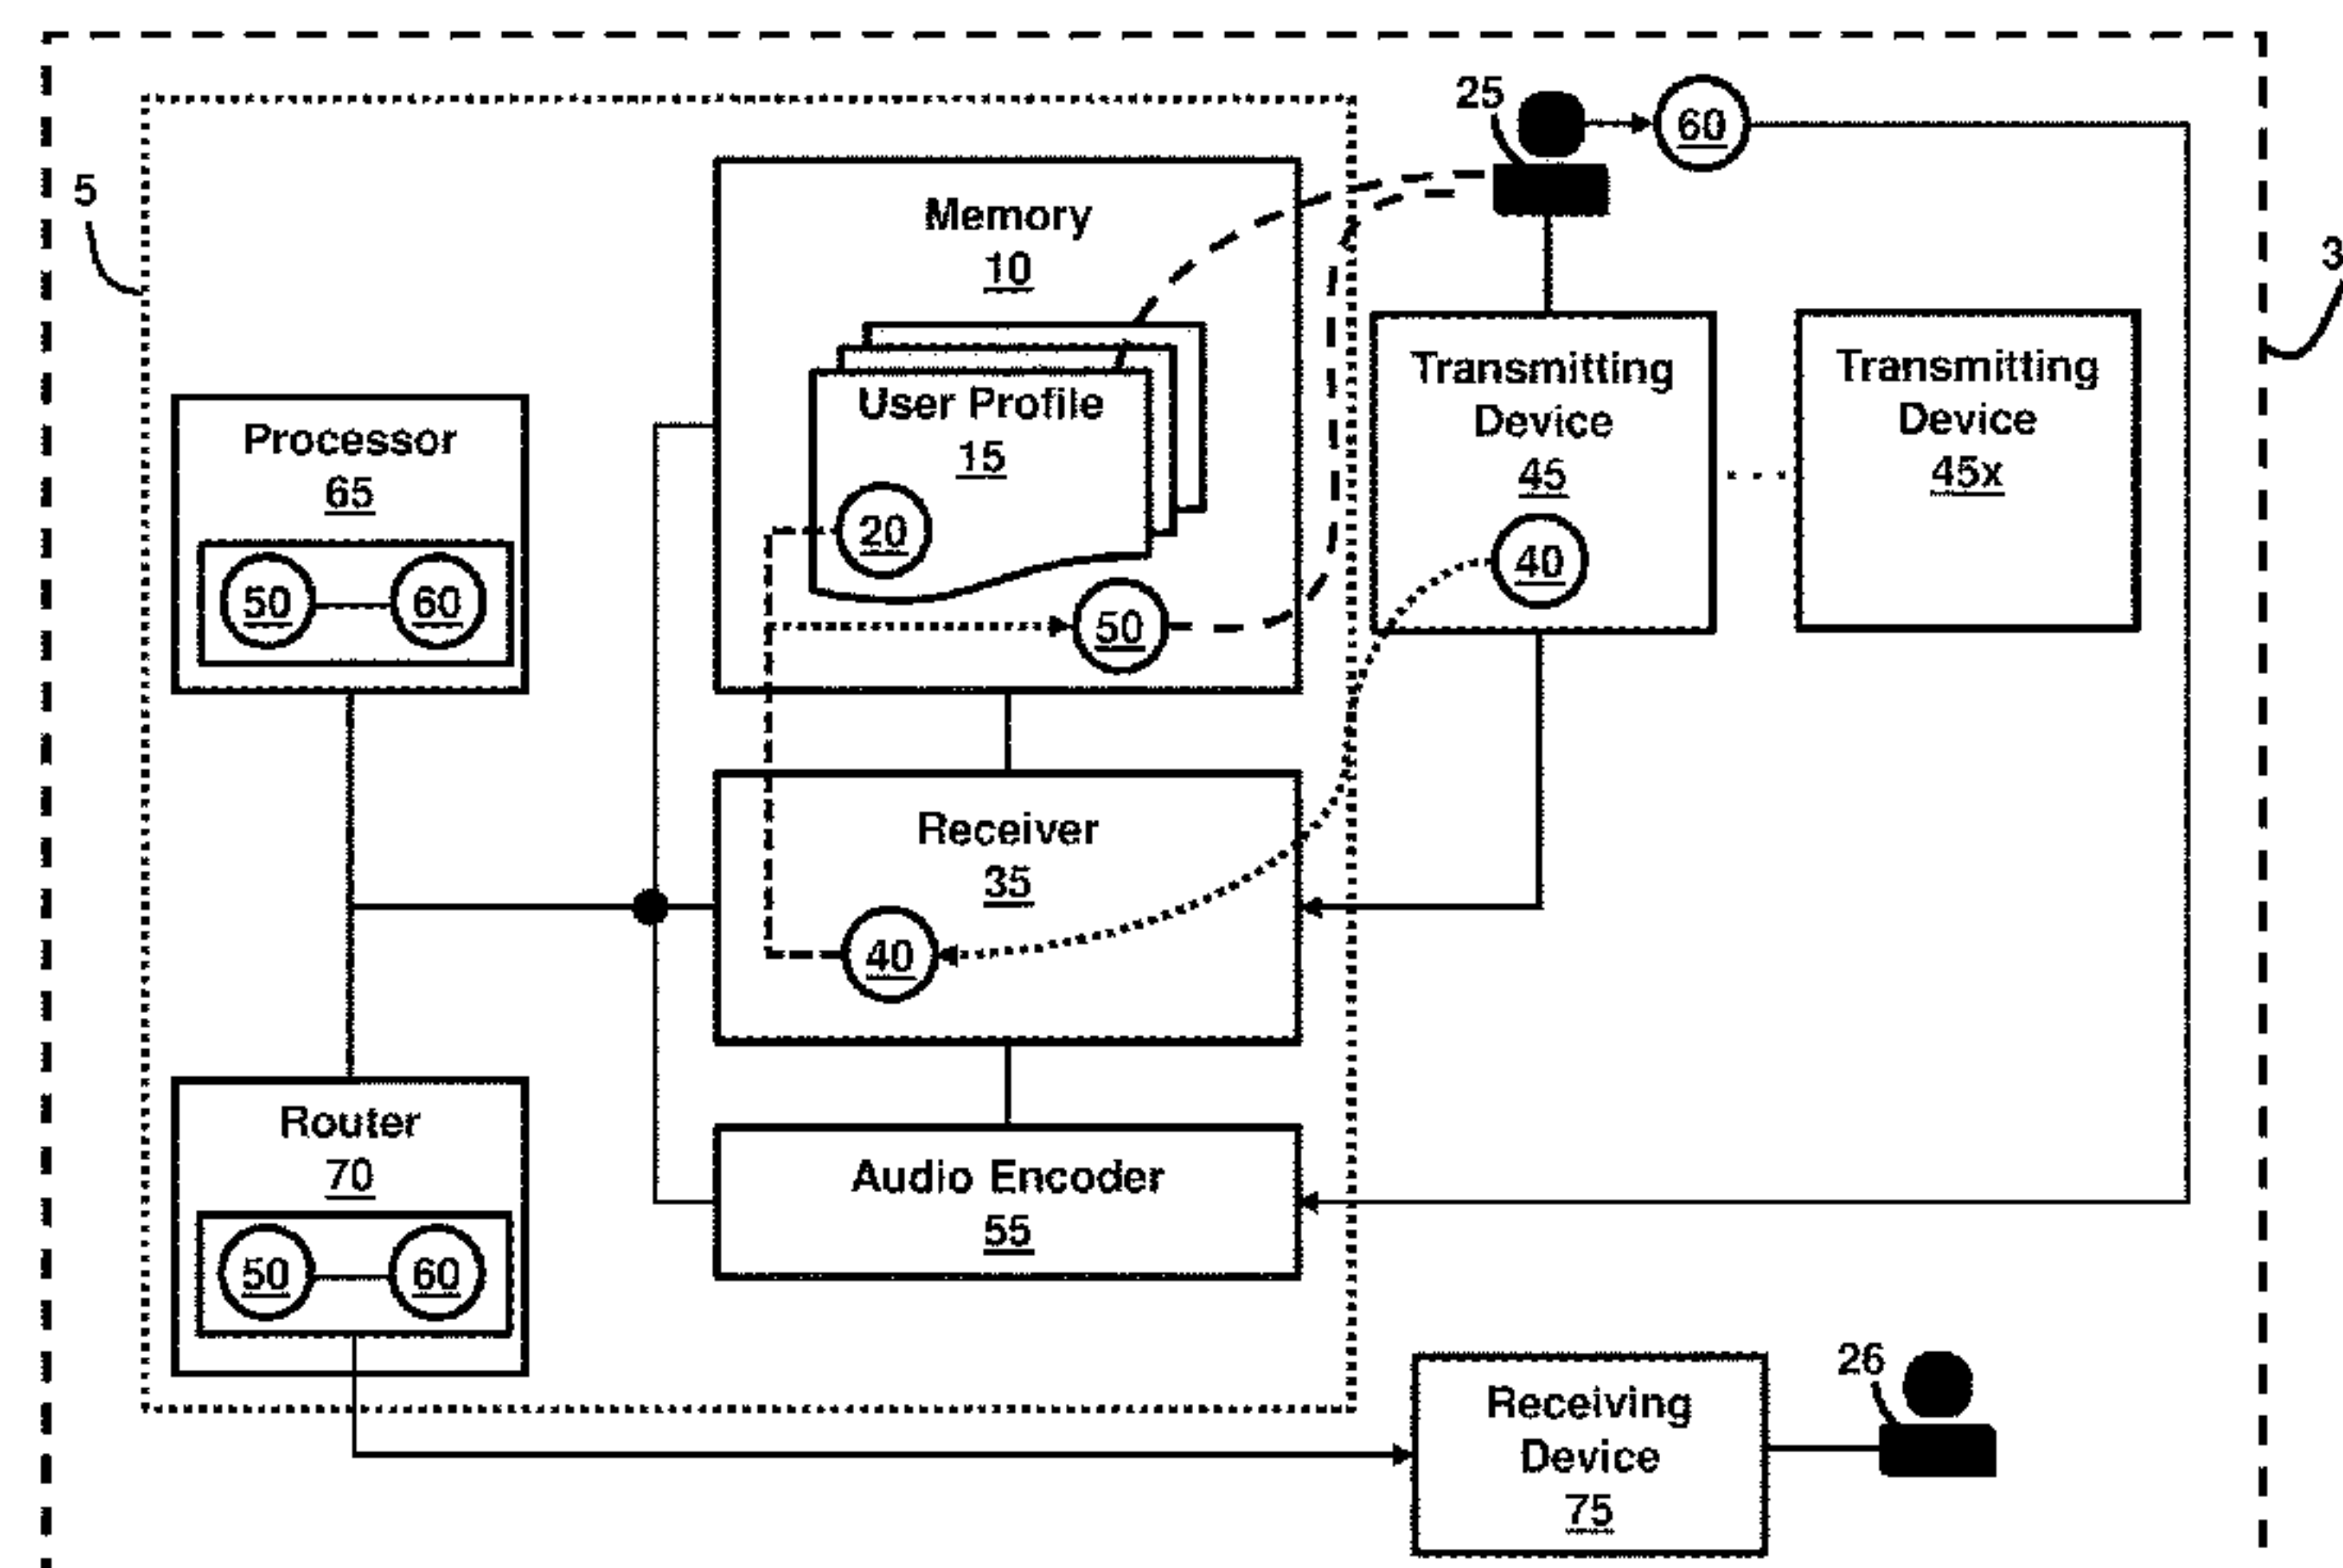 25
60
5
Memory
10
3
User Profile
15
20
50
Transmitting
Device
45
40
Transmitting
Device
45x
Processor
65
50
60
Receiver
35
40
Router
70
50
60
Audio Encoder
55
Receiving
Device
75
26